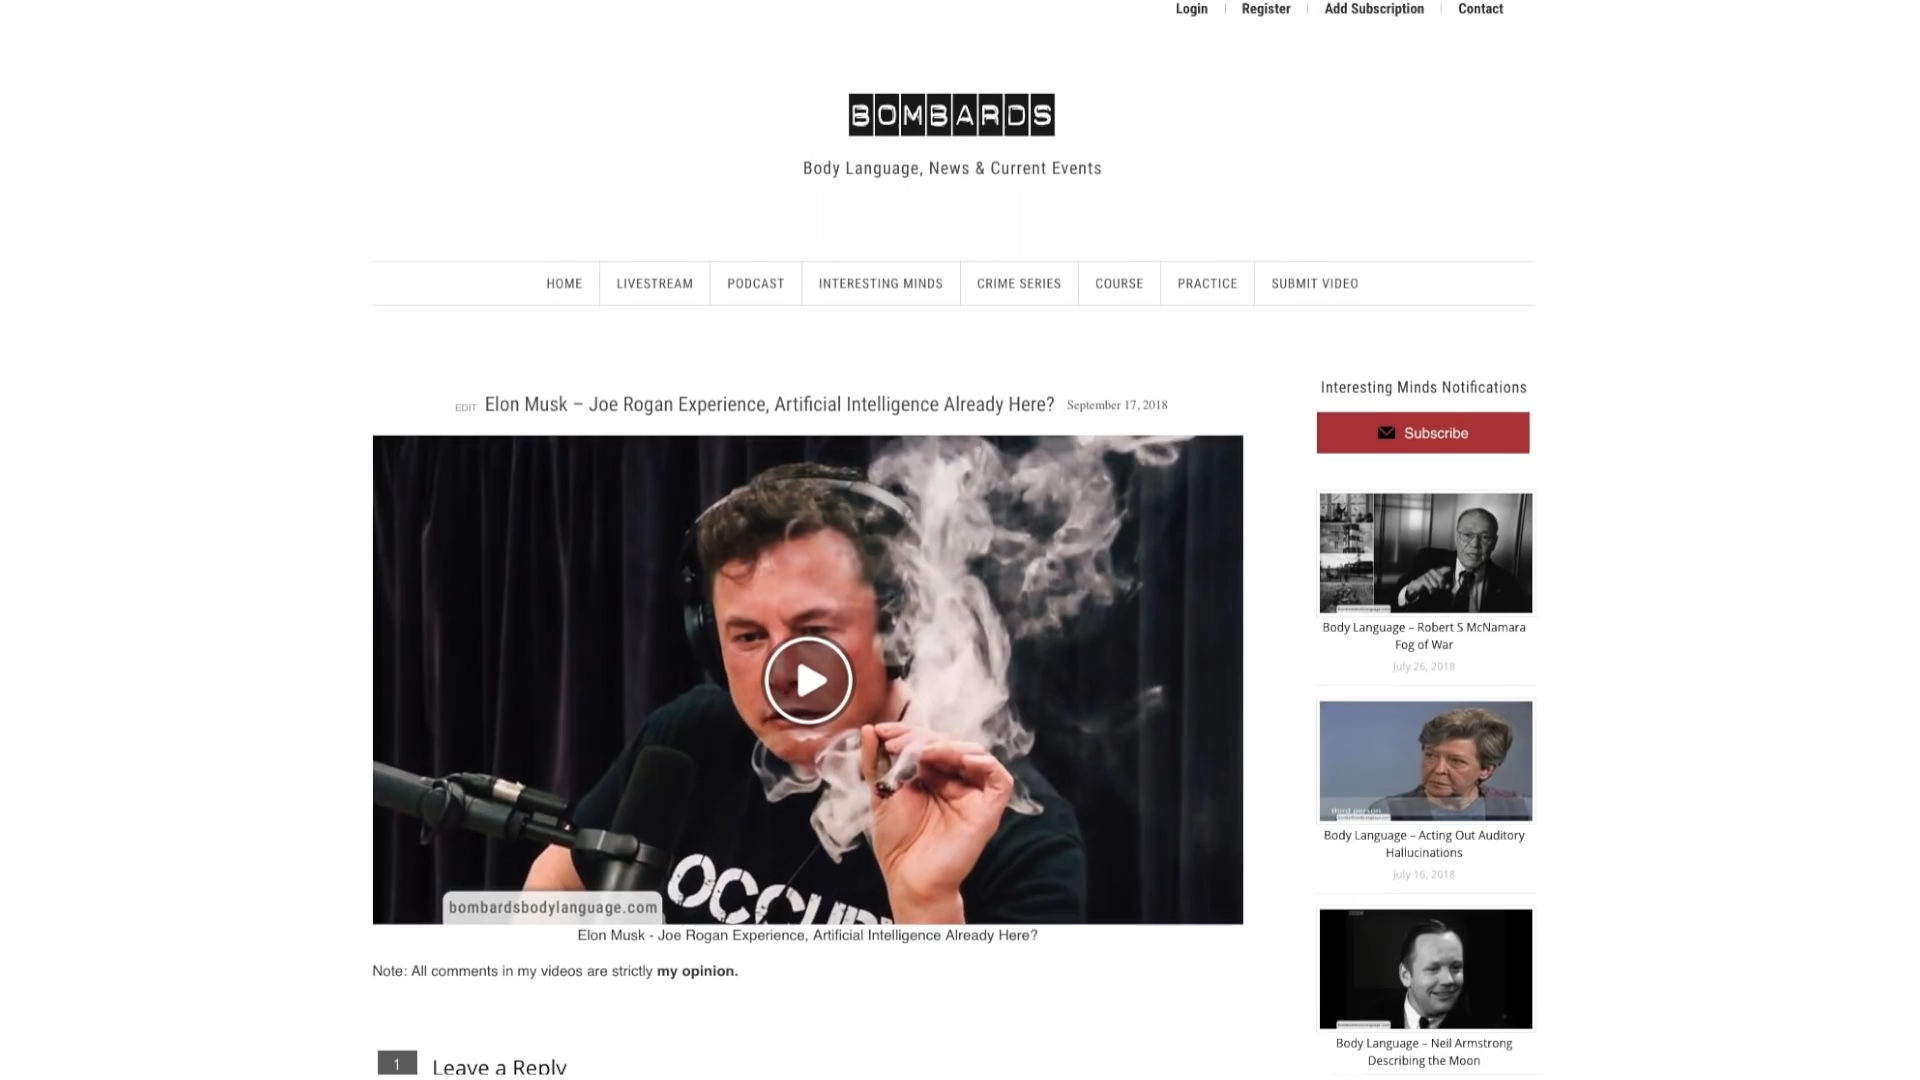 Login
Register
Add Subscription
Contact
BOMBARDS
Body Language, News & Current Events
HOME
LIVESTREAM
PODCAST
INTERESTING MINDS
CRIME SERIES
COURSE
PRACTICE
SUBMIT VIDEO
EDIT Elon Musk – Joe Rogan Experience, Artificial Intelligence Already Here? September 17, 2018
bombardsbodylanguage.com
Elon Musk - Joe Rogan Experience, Artificial Intelligence Already Here?
Note: All comments in my videos are strictly my opinion.
1
Leave a Reply
Interesting Minds Notifications
Subscribe
Body Language – Robert S McNamara
Fog of War
July 26, 2018
third person
Body Language – Acting Out Auditory
Hallucinations
July 16, 2018
Body Language – Neil Armstrong
Describing the Moon